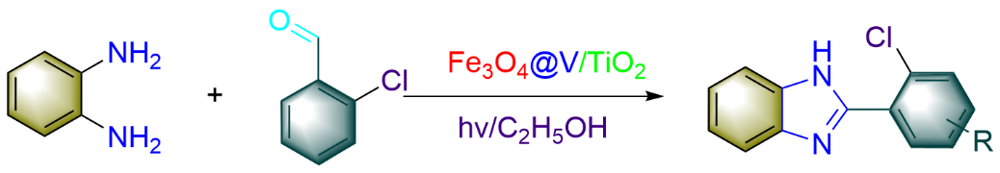 NH₂
NH₂
+
O
Cl
Fe₃O₄@V/TiO₂
hv/C₂H₅OH
H
N
N
Cl
R